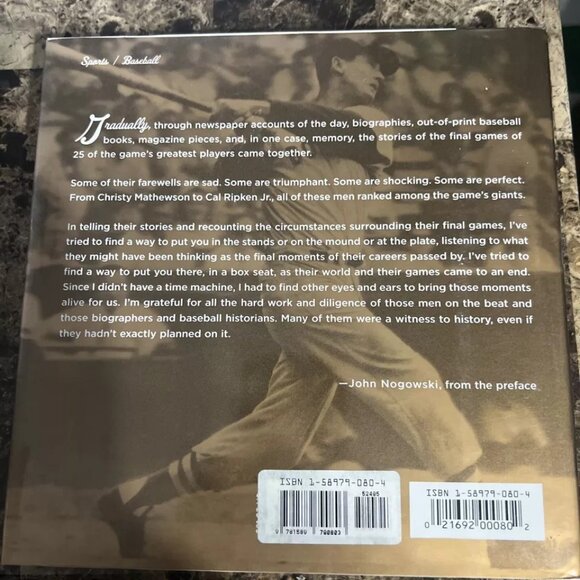 Sports / Baseball
Gradually, through newspaper accounts of the day, biographies, out-of-print baseball
books, magazine pieces, and, in one case, memory, the stories of the final games of
25 of the game's greatest players came together.
Some of their farewells are sad. Some are triumphant. Some are shocking. Some are perfect.
From Christy Mathewson to Cal Ripken Jr., all of these men ranked among the game's giants.
In telling their stories and recounting the circumstances surrounding their final games, I've
tried to find a way to put you in the stands or on the mound or at the plate, listening to what
they might have been thinking as the final moments of their careers passed by. I've tried to
find a way to put you there, in a box seat, as their world and their games came to an end.
Since I didn't have a time machine, I had to find other eyes and ears to bring those moments
alive for us. I'm grateful for all the hard work and diligence of those men on the beat and
those biographers and baseball historians. Many of them were a witness to history, even if
they hadn't exactly planned on it.
—John Nogowski, from the preface
ISBN 1-58979-080-4
52495
9 781589 790803
ISBN 1-58979-080-4
0 21692 00080 2